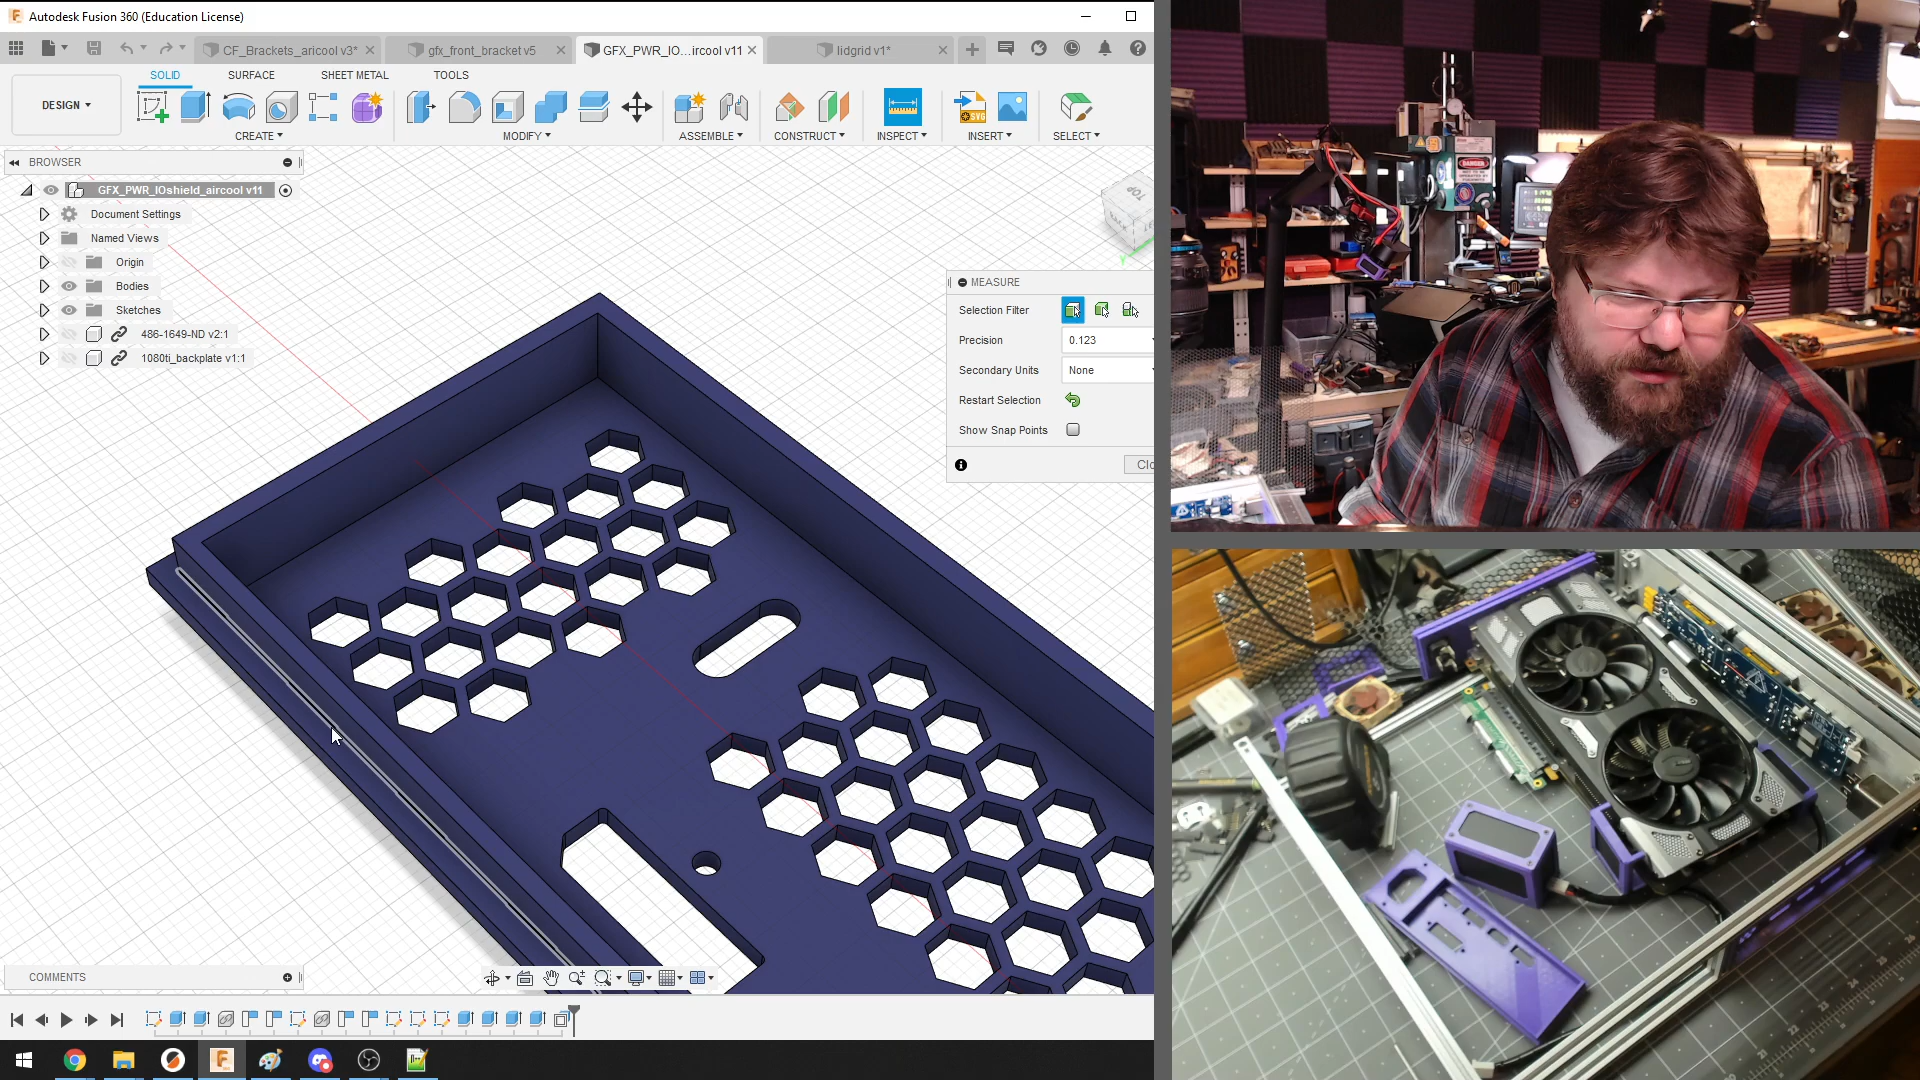 Autodesk Fusion 360 (Education License)
CF_Brackets_aricool v3*
gfx_front_bracket v5
GFX_PWR_IO...ircool v11
lidgrid v1*
SOLID
SURFACE
SHEET METAL
TOOLS
DESIGN
CREATE
MODIFY
ASSEMBLE
CONSTRUCT
INSPECT
INSERT
SELECT
BROWSER
GFX_PWR_IOshield_aircool v11
Document Settings
Named Views
Origin
Bodies
Sketches
486-1649-ND v2:1
1080ti_backplate v1:1
TOP
MEASURE
Selection Filter
Precision
0.123
Secondary Units
None
Restart Selection
Show Snap Points
Clo
COMMENTS
DANGER